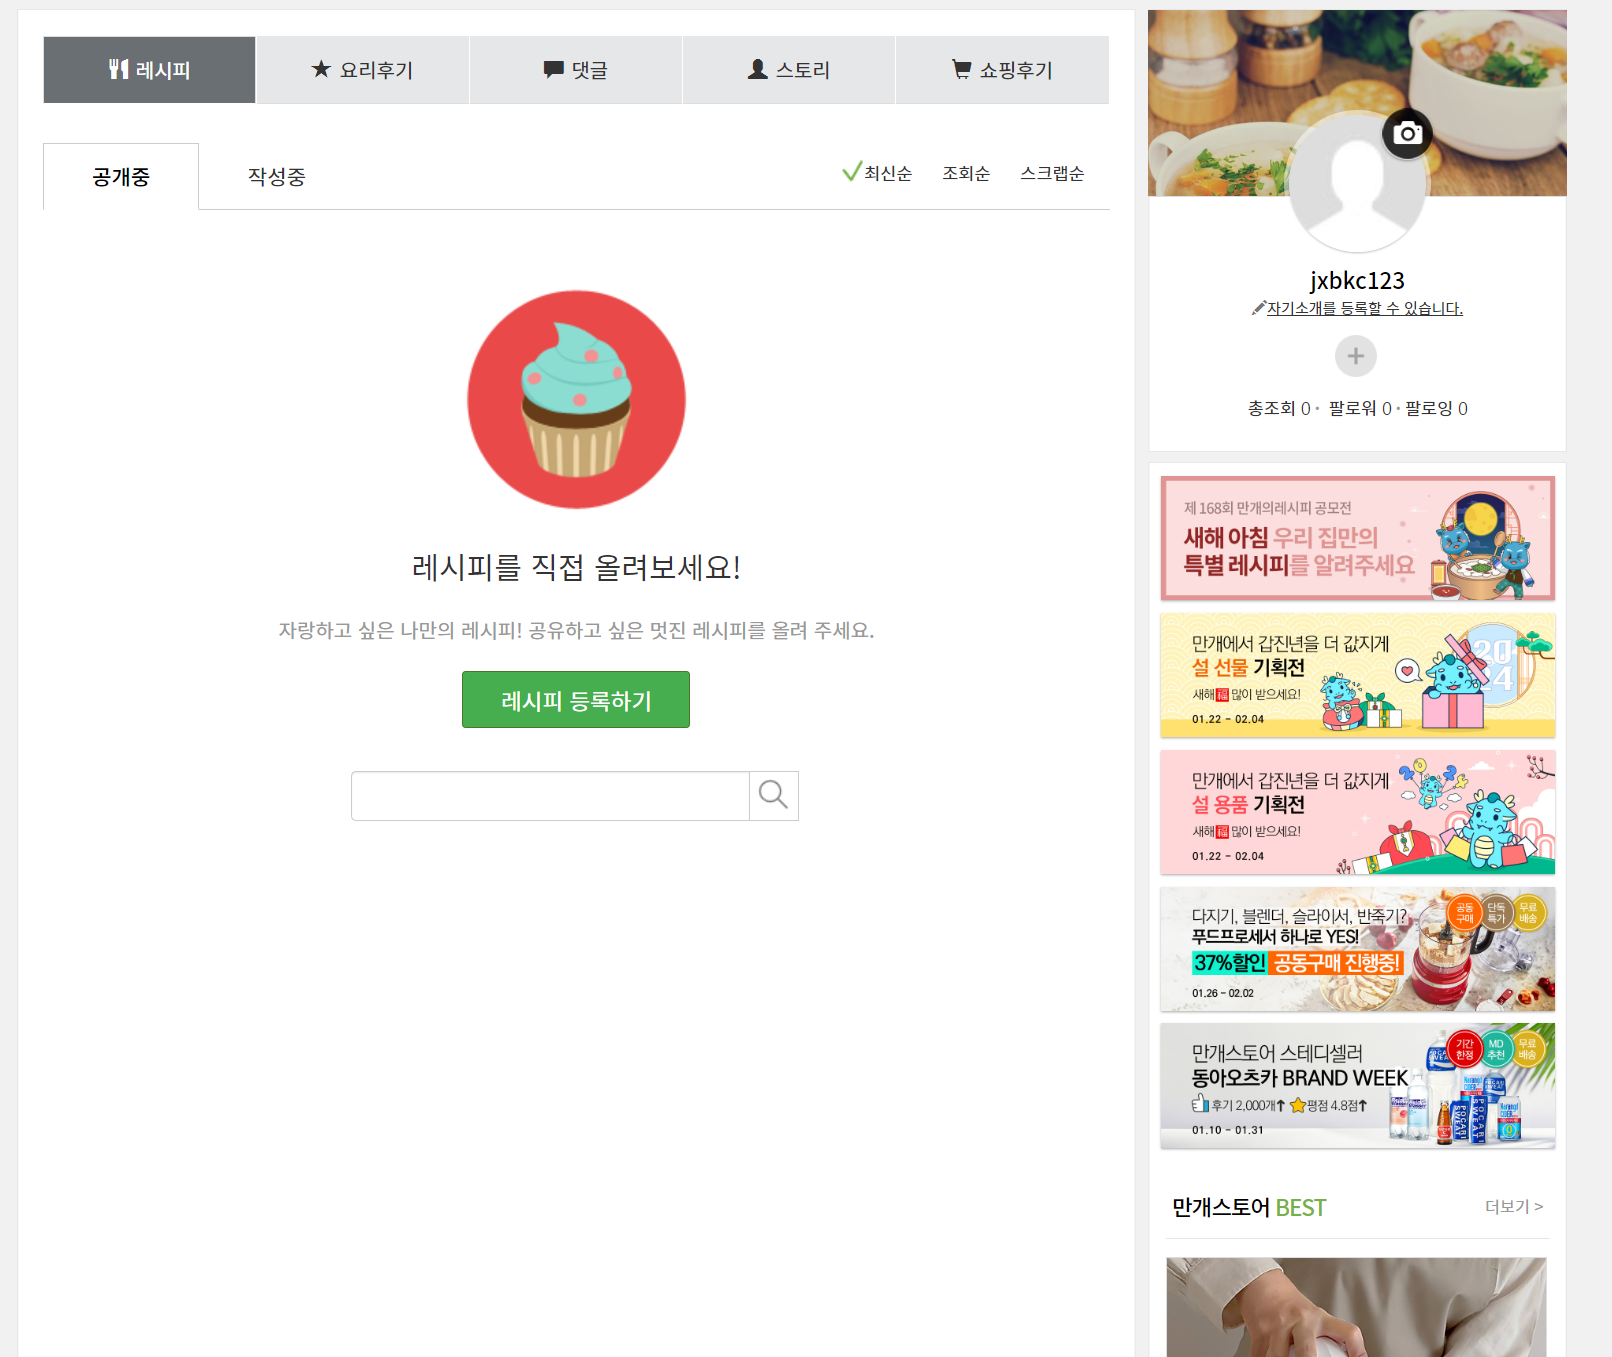 레시피
요리후기
댓글
스토리
쇼핑후기
공개중
작성중
최신순
조회순
스크랩순
레시피를 직접 올려보세요!
자랑하고 싶은 나만의 레시피! 공유하고 싶은 멋진 레시피를 올려 주세요.
레시피 등록하기
jxbkc123
자기소개를 등록할 수 있습니다.
총조회 0 · 팔로워 0 · 팔로잉 0
제 168회 만개의레시피 공모전
새해 아침 우리 집만의
특별 레시피를 알려주세요
만개에서 갑진년을 더 값지게
설 선물 기획전
새해 福 많이 받으세요!
01.22 - 02.04
2024
만개에서 갑진년을 더 값지게
설 용품 기획전
새해 福 많이 받으세요!
01.22 - 02.04
다지기, 블렌더, 슬라이서, 반죽기?
푸드프로세서 하나로 YES!
37%할인 공동구매 진행중!
01.26 - 02.02
공동
구매
단독
특가
무료
배송
만개스토어 스테디셀러
동아오츠카 BRAND WEEK
후기 2,000개↑ 평점 4.8점↑
01.10 - 01.31
기간
한정
MD
추천
무료
배송
POCARI
SWEAT
만개스토어 BEST
더보기 >